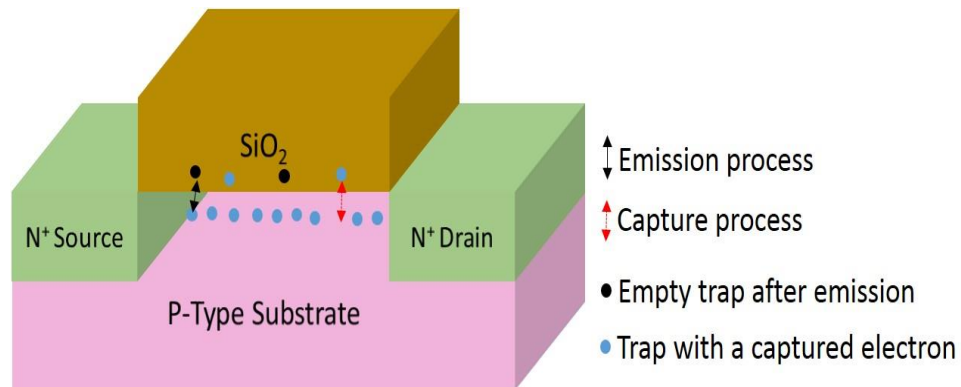 SiO₂
N⁺ Source
N⁺ Drain
P-Type Substrate
Emission process
Capture process
Empty trap after emission
Trap with a captured electron